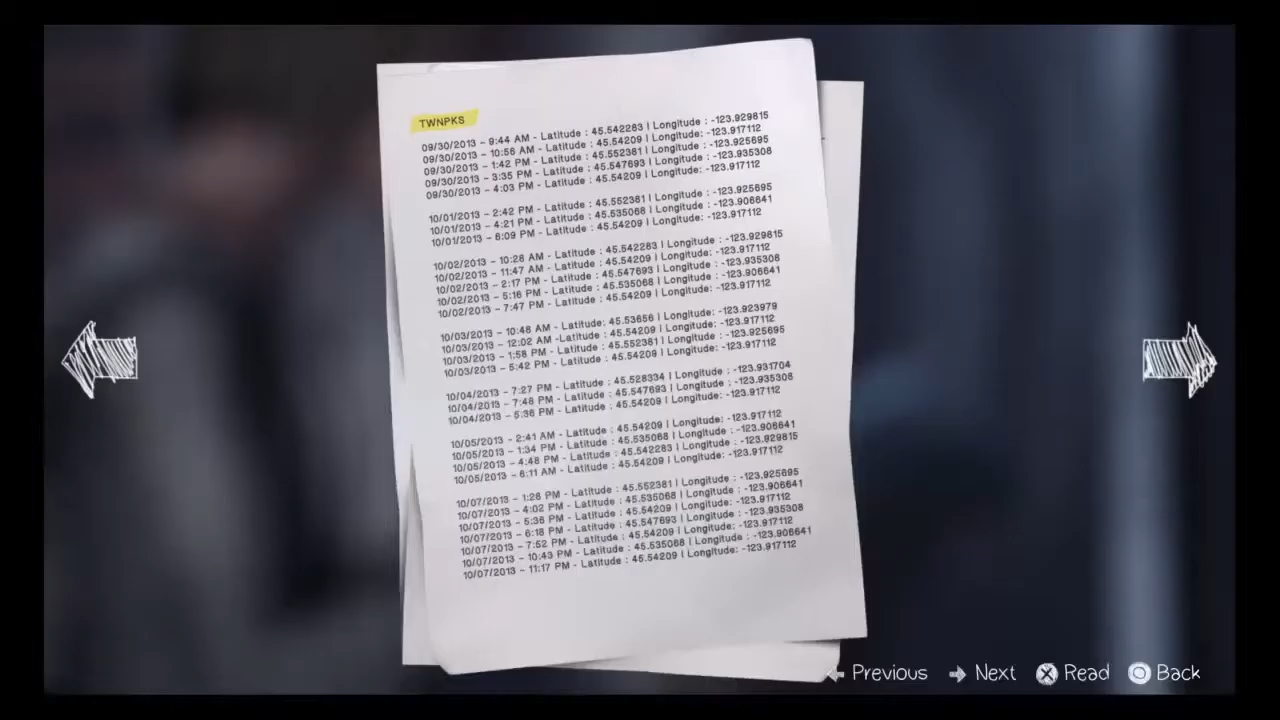 TWNPKS
09/30/2013 - 9:44 AM - Latitude : 45.542283 | Longitude : -123.929815
09/30/2013 - 10:56 AM - Latitude : 45.54209 | Longitude: -123.917112
09/30/2013 - 1:42 PM - Latitude : 45.552381 | Longitude : -123.925695
09/30/2013 - 3:35 PM - Latitude : 45.547693 | Longitude : -123.935308
09/30/2013 - 4:03 PM - Latitude : 45.54209 | Longitude: -123.917112
10/01/2013 - 2:42 PM - Latitude : 45.552381 | Longitude : -123.925695
10/01/2013 - 4:21 PM - Latitude : 45.535068 | Longitude : -123.906641
10/01/2013 - 6:09 PM - Latitude : 45.54209 | Longitude: -123.917112
10/02/2013 - 10:28 AM - Latitude : 45.542283 | Longitude : -123.929815
10/02/2013 - 11:47 AM - Latitude : 45.54209 | Longitude: -123.917112
10/02/2013 - 2:17 PM - Latitude : 45.547693 | Longitude : -123.935308
10/02/2013 - 5:16 PM - Latitude : 45.535068 | Longitude : -123.906641
10/02/2013 - 7:47 PM - Latitude : 45.54209 | Longitude: -123.917112
10/03/2013 - 10:48 AM - Latitude: 45.53656 | Longitude : -123.923979
10/03/2013 - 12:02 AM -Latitude : 45.54209 | Longitude: -123.917112
10/03/2013 - 1:58 PM - Latitude : 45.552381 | Longitude : -123.925695
10/03/2013 - 5:42 PM - Latitude : 45.54209 | Longitude: -123.917112
10/04/2013 - 7:27 PM - Latitude : 45.528334 | Longitude : -123.931704
10/04/2013 - 7:48 PM - Latitude : 45.547693 | Longitude : -123.935308
10/04/2013 - 5:36 PM - Latitude : 45.54209 | Longitude: -123.917112
10/05/2013 - 2:41 AM - Latitude : 45.54209 | Longitude: -123.917112
10/05/2013 - 1:34 PM - Latitude : 45.535068 | Longitude : -123.906641
10/05/2013 - 4:48 PM - Latitude : 45.542283 | Longitude : -123.929815
10/05/2013 - 6:11 AM - Latitude : 45.54209 | Longitude: -123.917112
10/07/2013 - 1:28 PM - Latitude : 45.552381 | Longitude : -123.925695
10/07/2013 - 4:02 PM - Latitude : 45.535068 | Longitude : -123.906641
10/07/2013 - 5:36 PM - Latitude : 45.54209 | Longitude: -123.917112
10/07/2013 - 6:18 PM - Latitude : 45.547693 | Longitude : -123.935308
10/07/2013 - 7:52 PM - Latitude : 45.54209 | Longitude: -123.917112
10/07/2013 - 10:43 PM - Latitude : 45.535068 | Longitude : -123.906641
10/07/2013 - 11:17 PM - Latitude : 45.54209 | Longitude: -123.917112
Previous Next Read Back